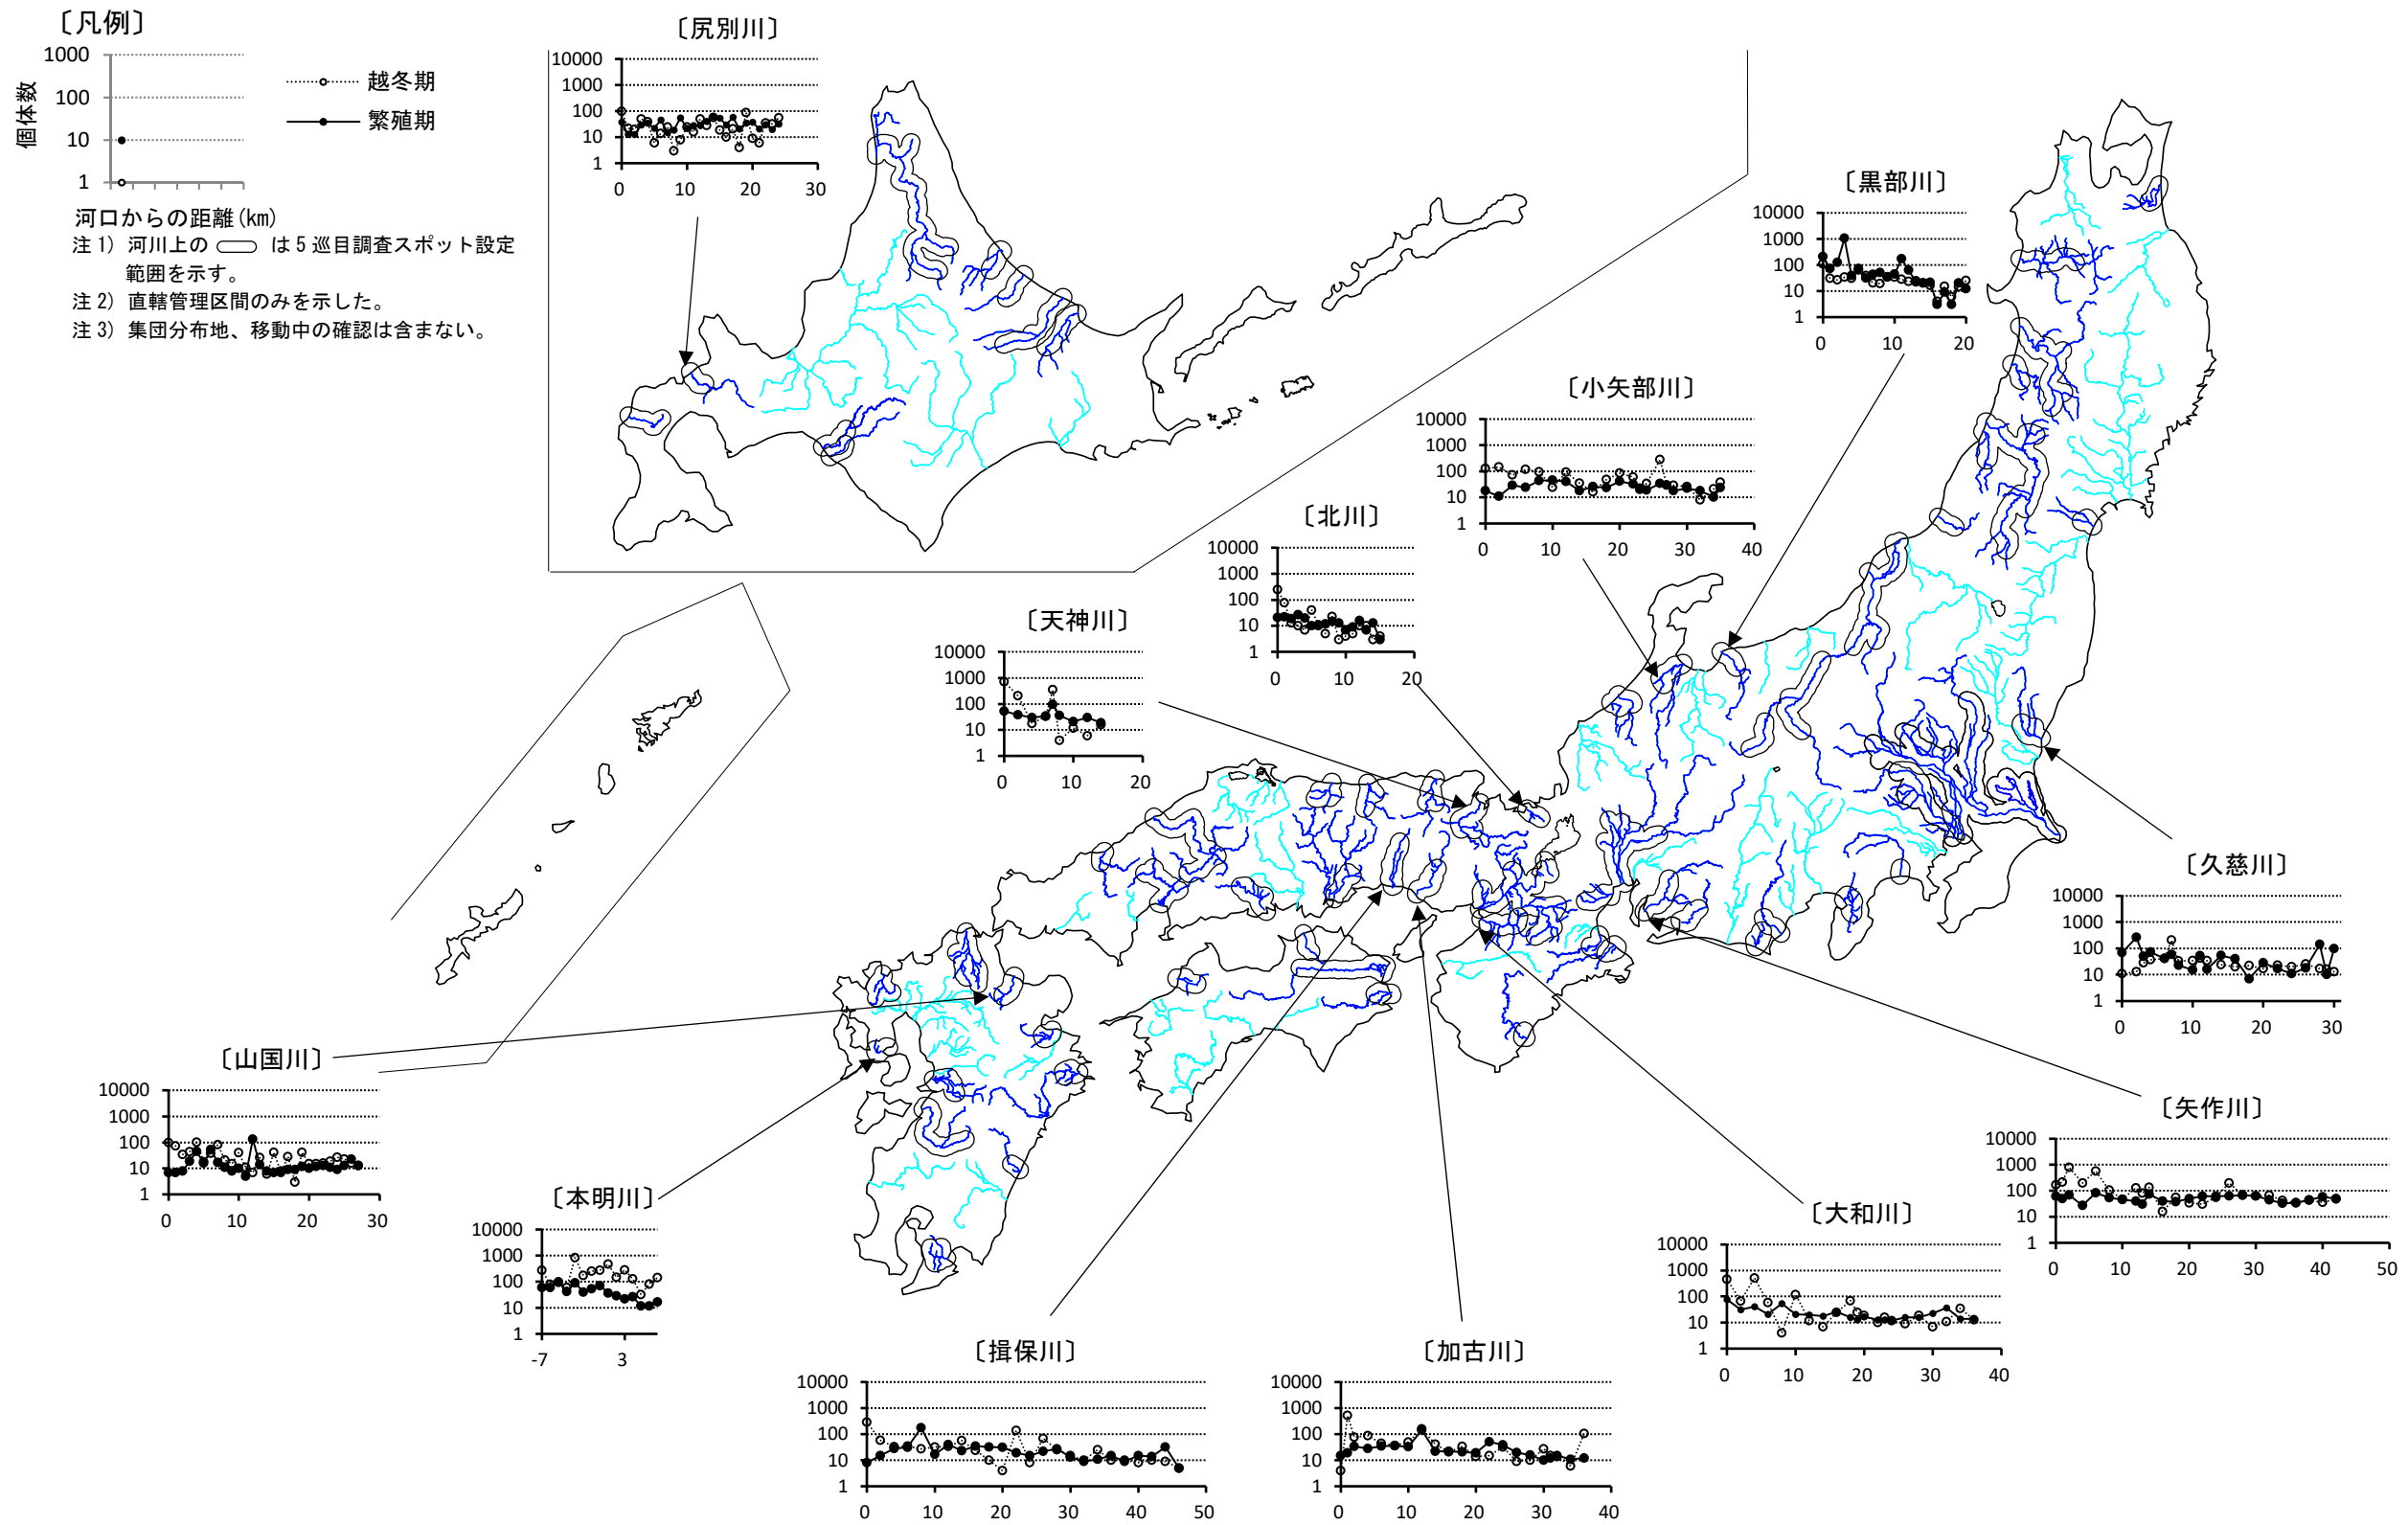 〔凡例〕
1000
100
10
1
個体数
越冬期
繁殖期
河口からの距離(km)
注1) 河川上の は5巡目調査スポット設定
範囲を示す。
注2) 直轄管理区間のみを示した。
注3) 集団分布地、移動中の確認は含まない。
〔尻別川〕
10000
1000
100
10
1
0 10 20 30
〔黒部川〕
10000
1000
100
10
1
0 10 20
〔小矢部川〕
10000
1000
100
10
1
0 10 20 30 40
〔北川〕
10000
1000
100
10
1
0 10 20
〔天神川〕
10000
1000
100
10
1
0 10 20
〔久慈川〕
10000
1000
100
10
1
0 10 20 30
〔山国川〕
10000
1000
100
10
1
0 10 20 30
〔矢作川〕
10000
1000
100
10
1
0 10 20 30 40 50
〔本明川〕
10000
1000
100
10
1
-7 3
〔大和川〕
10000
1000
100
10
1
0 10 20 30 40
〔揖保川〕
10000
1000
100
10
1
0 10 20 30 40 50
〔加古川〕
10000
1000
100
10
1
0 10 20 30 40